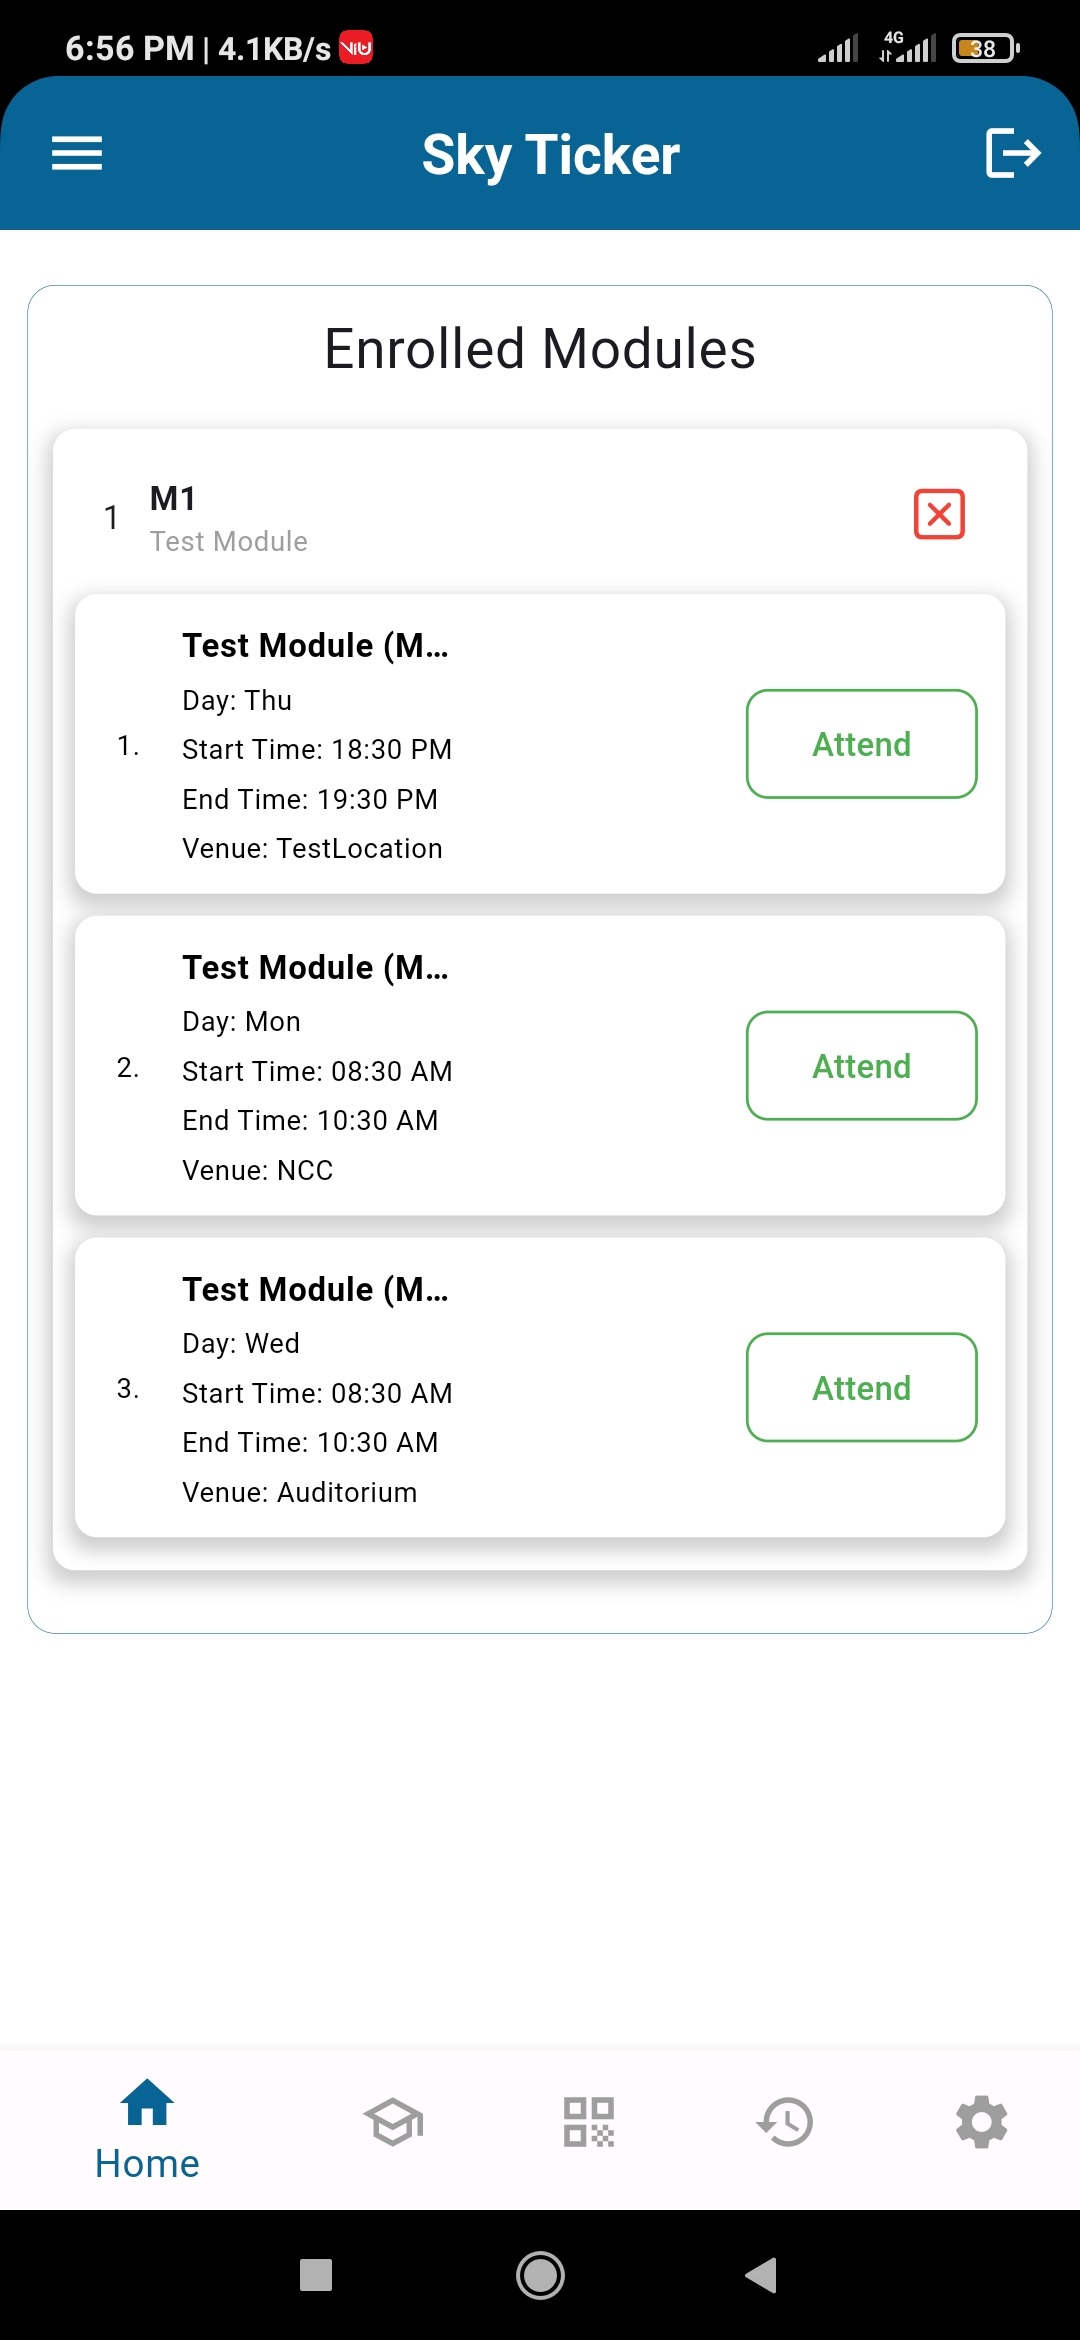 6:56 PM | 4.1KB/s VIU
4G
38
Sky Ticker
Enrolled Modules
1
M1
Test Module
1.
Test Module (M...
Day: Thu
Start Time: 18:30 PM
End Time: 19:30 PM
Venue: TestLocation
Attend
2.
Test Module (M...
Day: Mon
Start Time: 08:30 AM
End Time: 10:30 AM
Venue: NCC
Attend
3.
Test Module (M...
Day: Wed
Start Time: 08:30 AM
End Time: 10:30 AM
Venue: Auditorium
Attend
Home